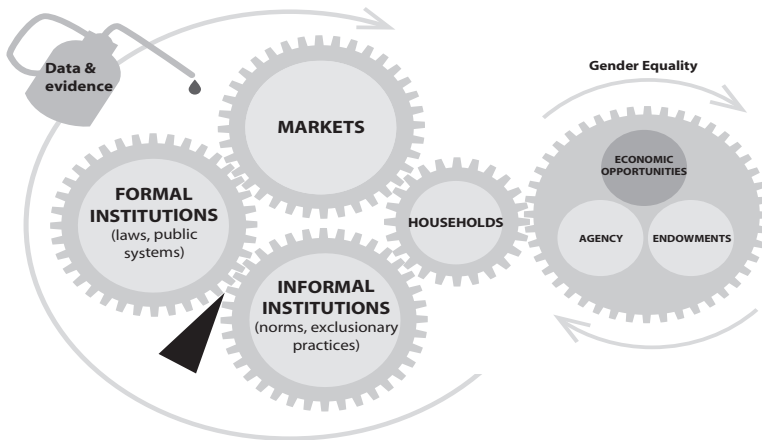 Data &
evidence
MARKETS
FORMAL
INSTITUTIONS
(laws, public
systems)
INFORMAL
INSTITUTIONS
(norms, exclusionary
practices)
HOUSEHOLDS
Gender Equality
ECONOMIC
OPPORTUNITIES
AGENCY
ENDOWMENTS